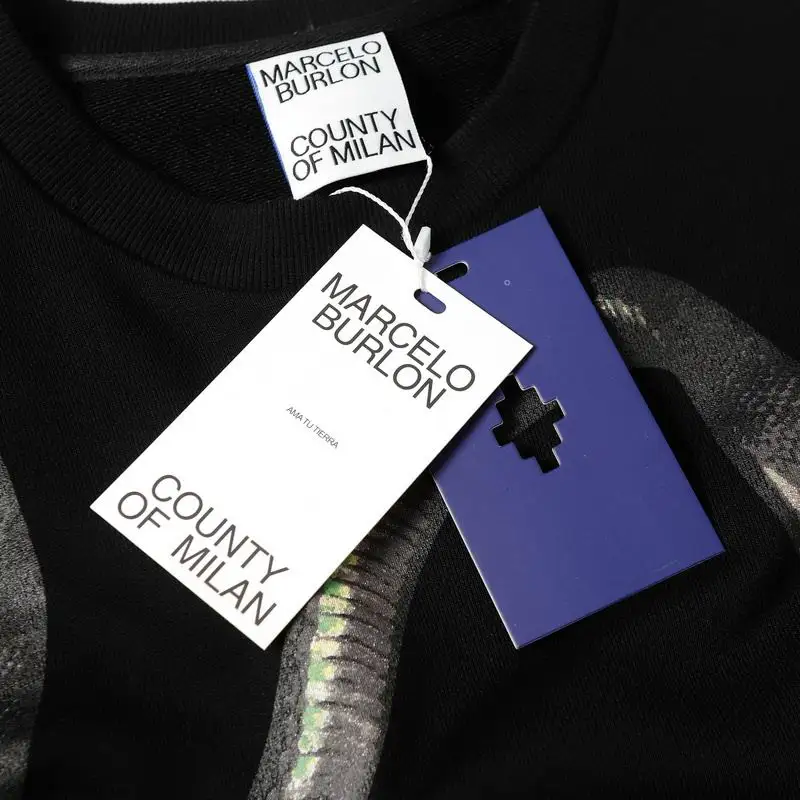 MARCELO
BURLON
COUNTY
OF MILAN
MARCELO
BURLON
AMA TU TIERRA
COUNTY
OF MILAN